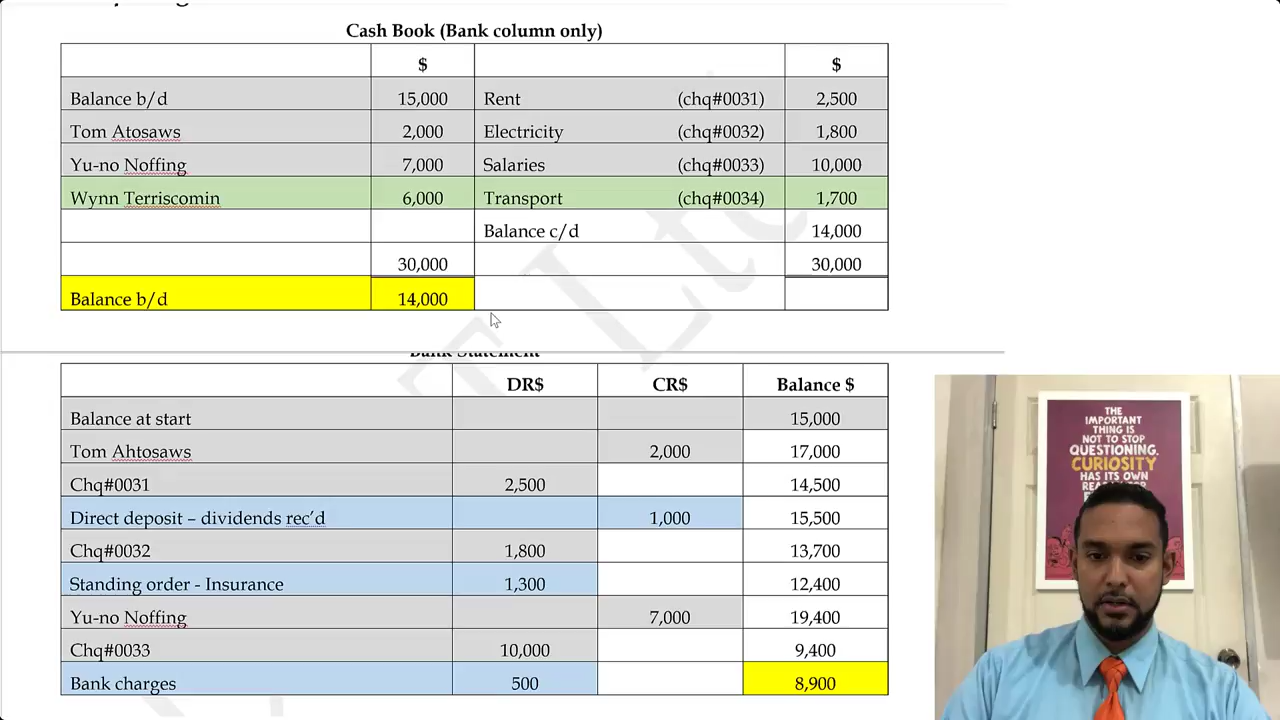 Cash Book (Bank column only)
$ $
Balance b/d 15,000 Rent (chq#0031) 2,500
Tom Atosaws 2,000 Electricity (chq#0032) 1,800
Yu-no Noffing 7,000 Salaries (chq#0033) 10,000
Wynn Terriscomin 6,000 Transport (chq#0034) 1,700
Balance c/d 14,000
30,000 30,000
Balance b/d 14,000
Bank Statement
DR$ CR$ Balance $
Balance at start 15,000
Tom Ahtosaws 2,000 17,000
Chq#0031 2,500 14,500
Direct deposit – dividends rec’d 1,000 15,500
Chq#0032 1,800 13,700
Standing order - Insurance 1,300 12,400
Yu-no Noffing 7,000 19,400
Chq#0033 10,000 9,400
Bank charges 500 8,900
THE
IMPORTANT
THING IS
NOT TO STOP
QUESTIONING.
CURIOSITY
HAS ITS OWN